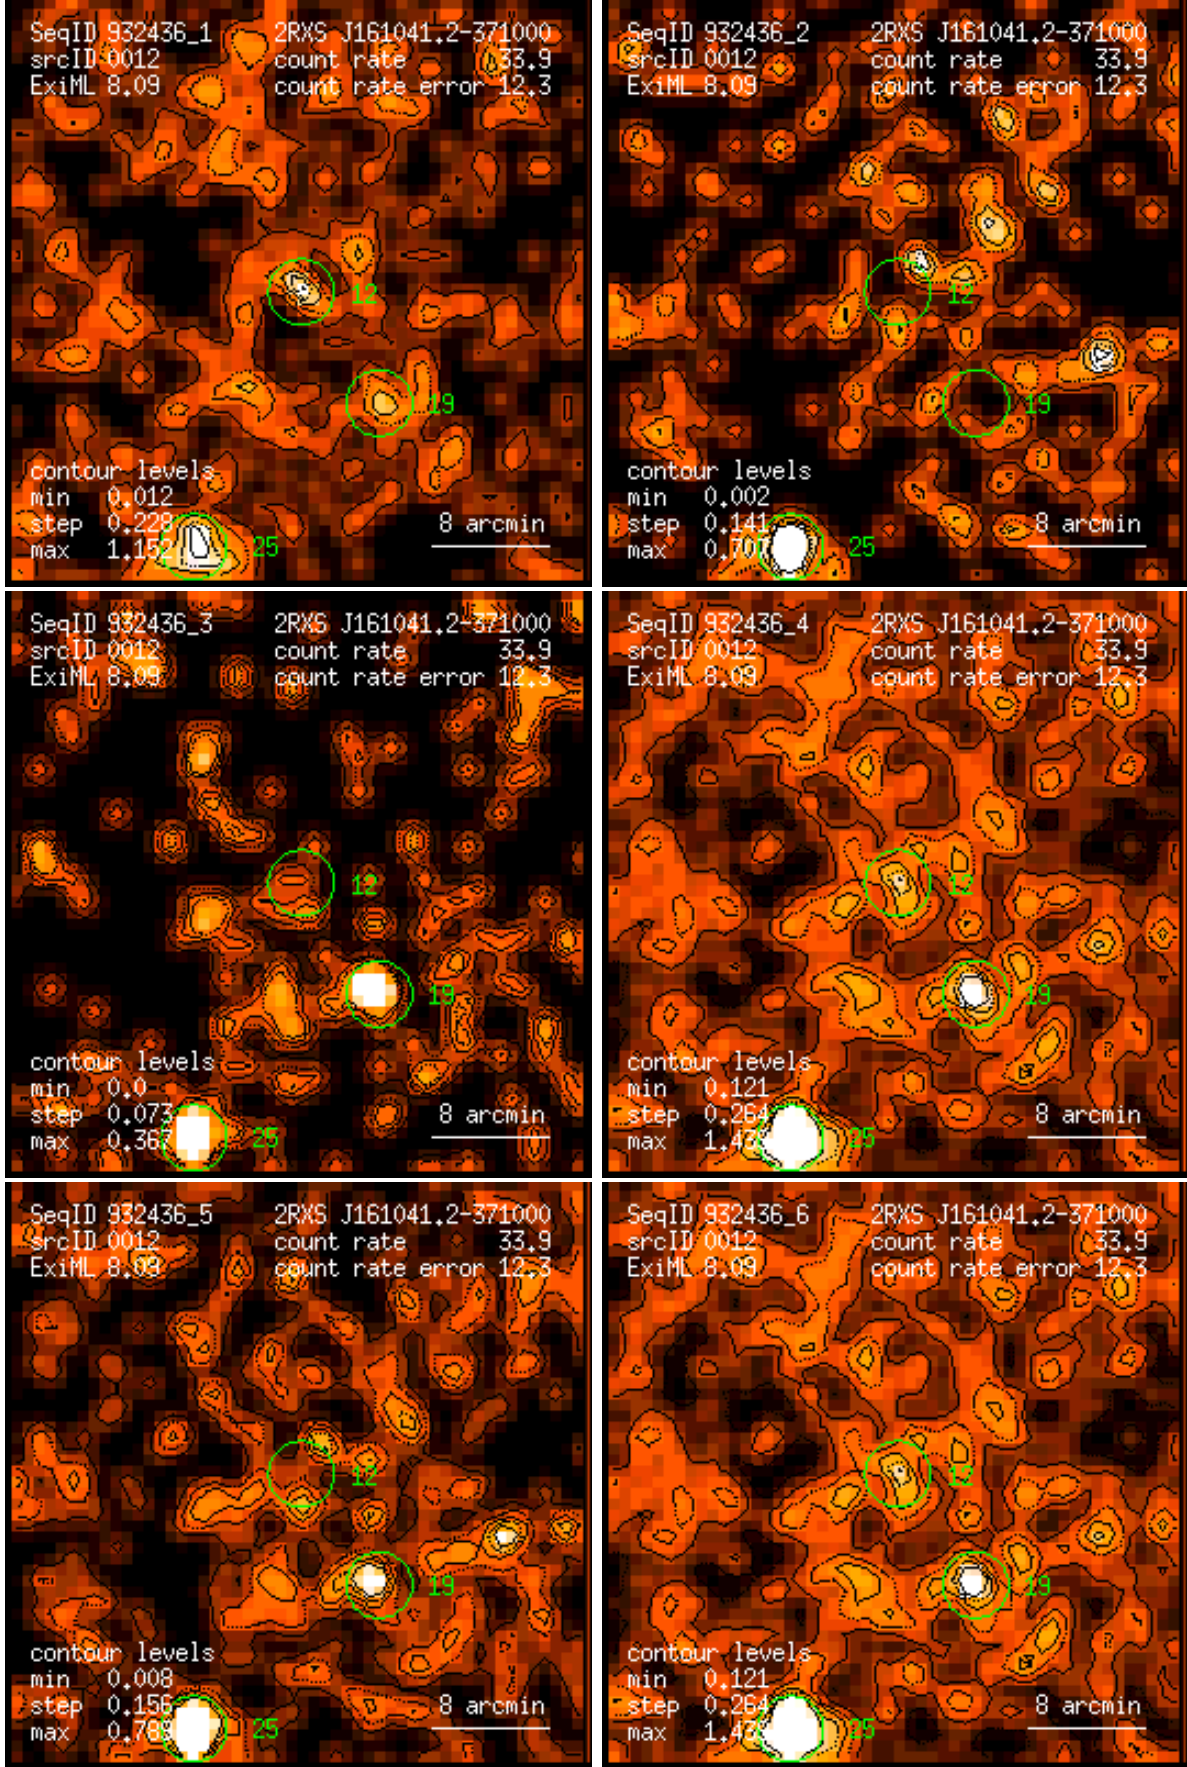 SeqID 932436_1 2RXS J161041.2-371000
srcID 0012 count rate 33.9
ExiML 8.09 count rate error 12.3
12
19
contour levels
min 0.012
step 0.228
max 1.152
25
8 arcmin
SeqID 932436_2 2RXS J161041.2-371000
srcID 0012 count rate 33.9
ExiML 8.09 count rate error 12.3
12
19
contour levels
min 0.002
step 0.141
max 0.707
25
8 arcmin
SeqID 932436_3 2RXS J161041.2-371000
srcID 0012 count rate 33.9
ExiML 8.09 count rate error 12.3
12
19
contour levels
min 0.0
step 0.073
max 0.367
25
8 arcmin
SeqID 932436_4 2RXS J161041.2-371000
srcID 0012 count rate 33.9
ExiML 8.09 count rate error 12.3
12
19
contour levels
min 0.121
step 0.264
max
25
8 arcmin
SeqID 932436_5 2RXS J161041.2-371000
srcID 0012 count rate 33.9
ExiML 8.09 count rate error 12.3
12
19
contour levels
min 0.008
step 0.156
max 0.789
25
8 arcmin
SeqID 932436_6 2RXS J161041.2-371000
srcID 0012 count rate 33.9
ExiML 8.09 count rate error 12.3
12
19
contour levels
min 0.121
step 0.264
max
25
8 arcmin